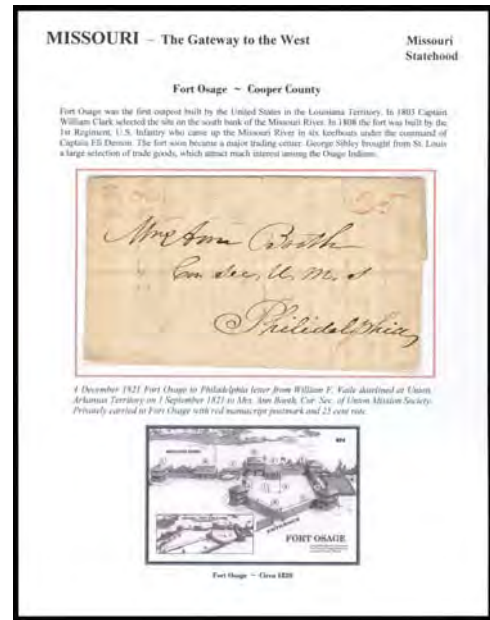 MISSOURI – The Gateway to the West
Missouri
Statehood
Fort Osage ~ Cooper County
Fort Osage was the first outpost built by the United States in the Louisiana Territory. In 1803 Captain
William Clark selected the site on the south bank of the Missouri River. In 1808 the fort was built by the
1st Regiment, U.S. Infantry who came up the Missouri River in six keelboats under the command of
Captain Eli Demon. The fort soon became a major trading center. George Sibley brought from St. Louis
a large selection of trade goods, which attract much interest among the Osage Indians.
25
Mrs Ann Booth
Cor Sec. U. M. S
Philidelphia
4 December 1821 Fort Osage to Philadelphia letter from William F. Vaile datelined at Union,
Arkansas Territory on 1 September 1821 to Mrs. Ann Booth, Cor. Sec. of Union Mission Society.
Privately carried to Fort Osage with red manuscript postmark and 25 cent rate.
FORT OSAGE
Fort Osage ~ Circa 1820